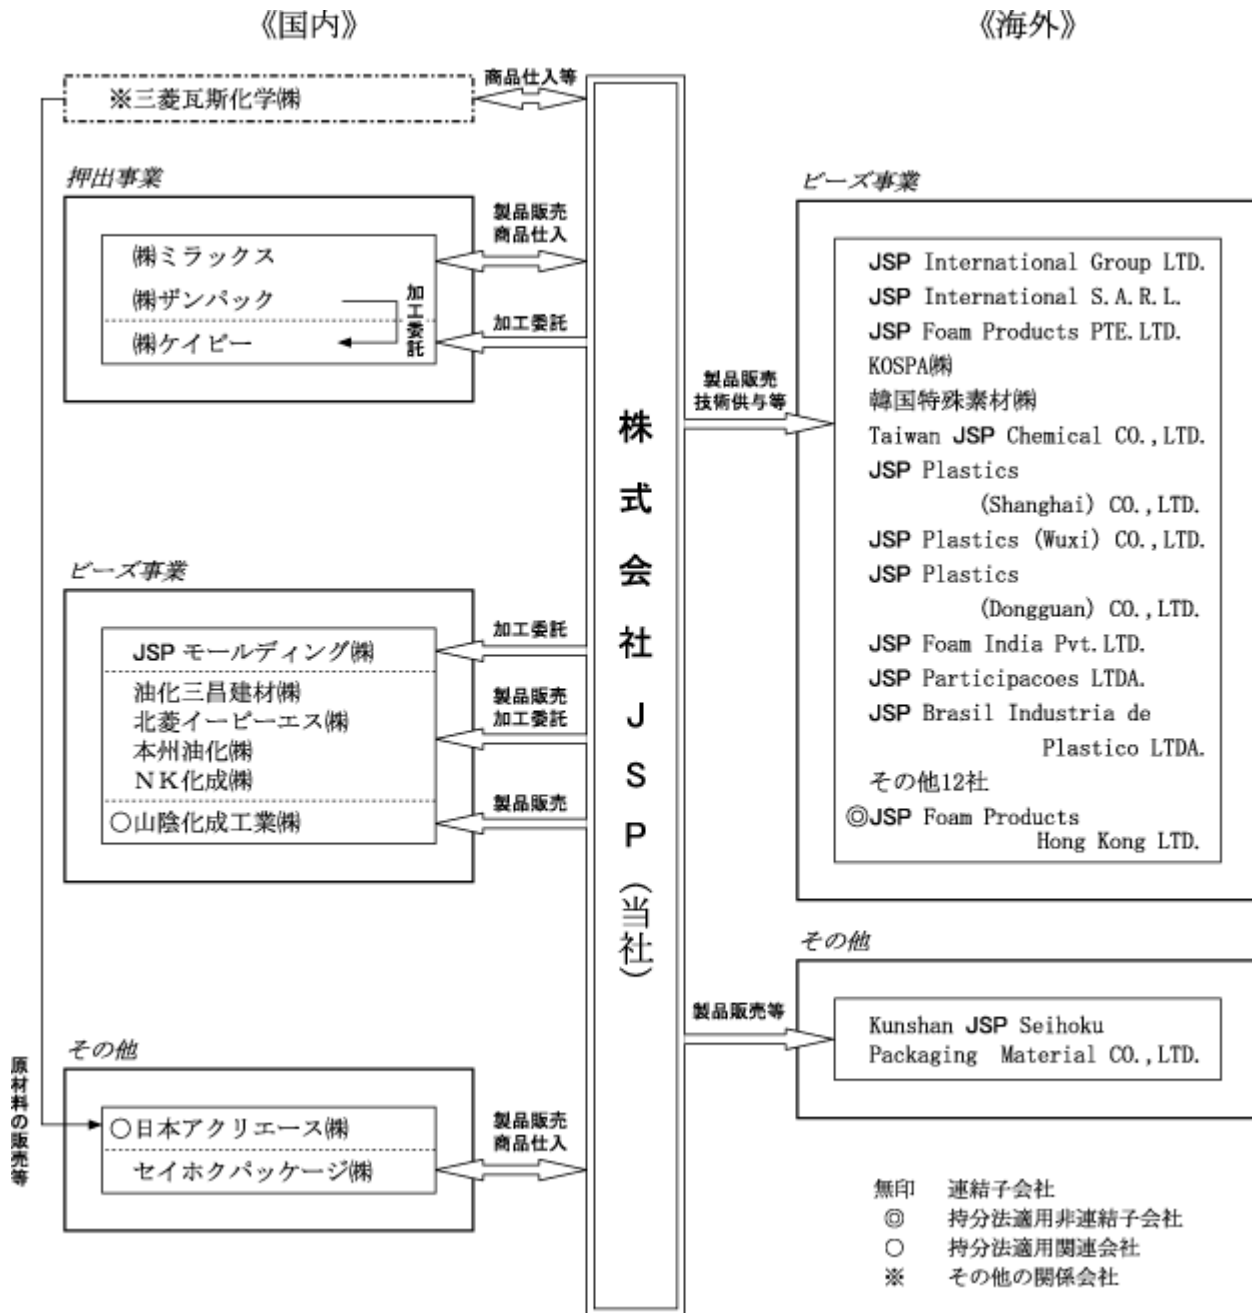 《国内》
《海外》
※三菱瓦斯化学㈱
商品仕入等
押出事業
㈱ミラックス
㈱ザンパック
㈱ケイピー
加工委託
製品販売
商品仕入
加工委託
ビーズ事業
JSP モールディング㈱
油化三昌建材㈱
北菱イーピーエス㈱
本州油化㈱
ＮＫ化成㈱
○山陰化成工業㈱
加工委託
製品販売
加工委託
製品販売
その他
原材料の販売等
○日本アクリエース㈱
セイホクパッケージ㈱
製品販売
商品仕入
株式会社ＪＳＰ（当社）
製品販売
技術供与等
ビーズ事業
JSP International Group LTD.
JSP International S.A.R.L.
JSP Foam Products PTE.LTD.
KOSPA㈱
韓国特殊素材㈱
Taiwan JSP Chemical CO.,LTD.
JSP Plastics
(Shanghai) CO.,LTD.
JSP Plastics (Wuxi) CO.,LTD.
JSP Plastics
(Dongguan) CO.,LTD.
JSP Foam India Pvt.LTD.
JSP Participacoes LTDA.
JSP Brasil Industria de
Plastico LTDA.
その他12社
◎JSP Foam Products
Hong Kong LTD.
製品販売等
その他
Kunshan JSP Seihoku
Packaging Material CO.,LTD.
無印 連結子会社
◎ 持分法適用非連結子会社
○ 持分法適用関連会社
※ その他の関係会社